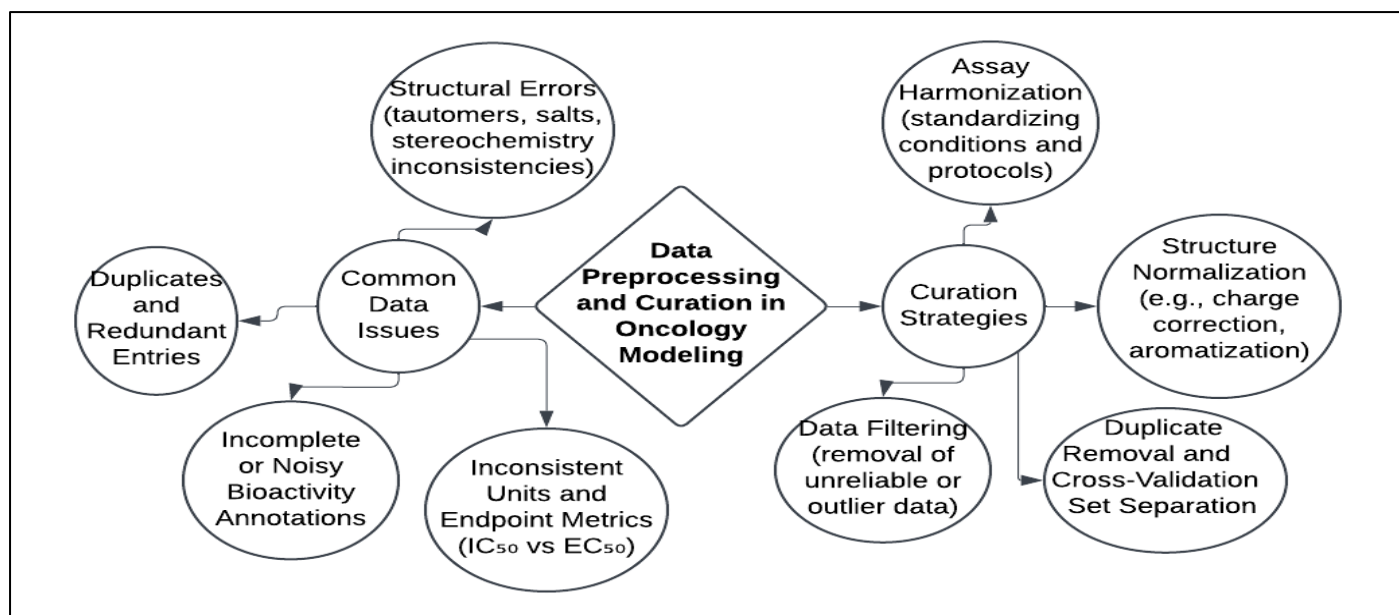 Structural Errors
(tautomers, salts,
stereochemistry
inconsistencies)
Assay
Harmonization
(standardizing
conditions and
protocols)
Duplicates
and
Redundant
Entries
Common
Data
Issues
Data
Preprocessing
and Curation in
Oncology
Modeling
Curation
Strategies
Structure
Normalization
(e.g., charge
correction,
aromatization)
Incomplete
or Noisy
Bioactivity
Annotations
Inconsistent
Units and
Endpoint Metrics
(IC₅₀ vs EC₅₀)
Data Filtering
(removal of
unreliable or
outlier data)
Duplicate
Removal and
Cross-Validation
Set Separation